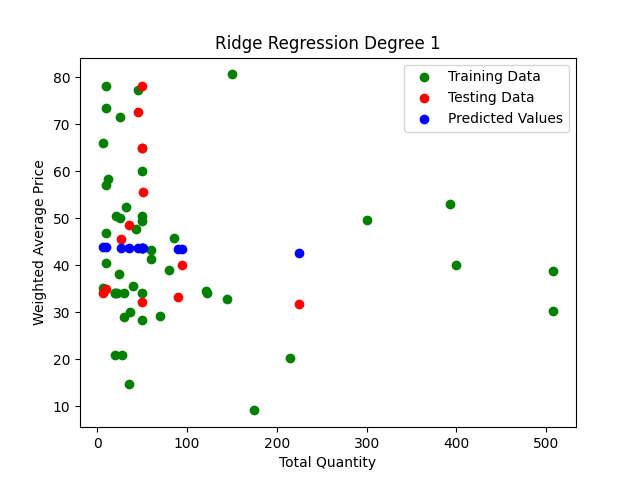 Ridge Regression Degree 1
Training Data
Testing Data
Predicted Values
80
70
60
50
40
30
20
10
Weighted Average Price
0
100
200
300
400
500
Total Quantity